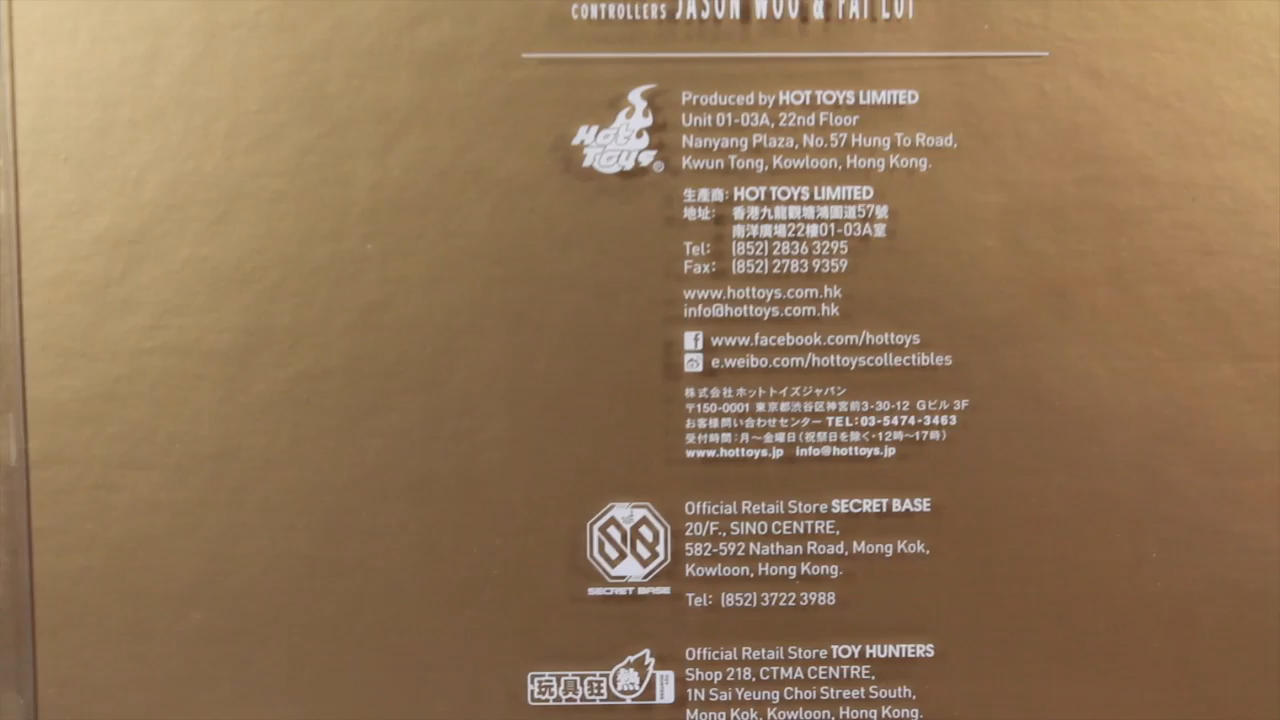 CONTROLLERS JASON WOO & PAT LUI
Produced by HOT TOYS LIMITED
Unit 01-03A, 22nd Floor
Nanyang Plaza, No.57 Hung To Road,
Kwun Tong, Kowloon, Hong Kong.
Hot
Toys®
生產商: HOT TOYS LIMITED
地址: 香港九龍觀塘鴻圖道57號
南洋廣場22樓01-03A室
Tel: (852) 2836 3295
Fax: (852) 2783 9359
www.hottoys.com.hk
info@hottoys.com.hk
f www.facebook.com/hottoys
e.weibo.com/hottoyscollectibles
株式会社ホットトイズジャパン
〒150-0001 東京都渋谷区神宮前3-30-12 Gビル 3F
お客様問い合わせセンター TEL:03-5474-3463
受付時間:月〜金曜日(祝祭日を除く・12時〜17時)
www.hottoys.jp info@hottoys.jp
Official Retail Store SECRET BASE
20/F., SINO CENTRE,
582-592 Nathan Road, Mong Kok,
Kowloon, Hong Kong.
SECRET BASE
Tel: (852) 3722 3988
Official Retail Store TOY HUNTERS
Shop 218, CTMA CENTRE,
1N Sai Yeung Choi Street South,
Mong Kok, Kowloon, Hong Kong.
玩具狂熱